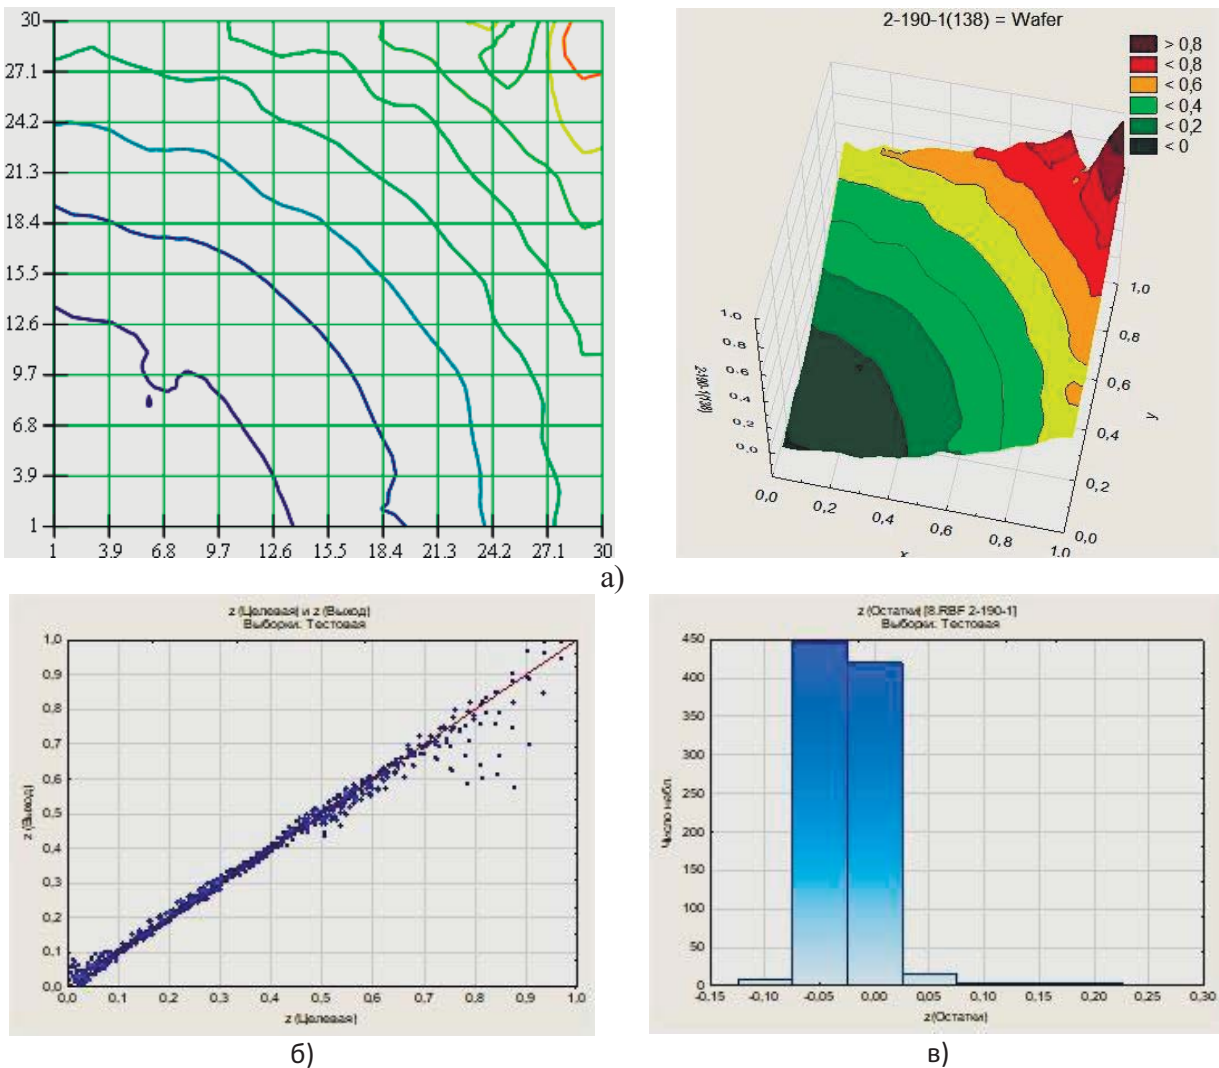 2-190-1(138) = Wafer
30
27.1
24.2
21.3
18.4
15.5
12.6
9.7
6.8
3.9
1
1 3.9 6.8 9.7 12.6 15.5 18.4 21.3 24.2 27.1 30
> 0,8
< 0,8
< 0,6
< 0,4
< 0,2
< 0
1,0
0,8
0,6
0,4
0,2
0,0
2-190-1(138)
0,0 0,2 0,4 0,6 0,8 1,0
x
0,0
0,2
0,4
0,6
0,8
1,0
y
а)
z (Целевая) и z (Выход)
Выборки: Тестовая
z (Выход)
1,0
0,9
0,8
0,7
0,6
0,5
0,4
0,3
0,2
0,1
0,0
0,0 0,1 0,2 0,3 0,4 0,5 0,6 0,7 0,8 0,9 1,0
z (Целевая)
б)
z (Остатки) [8.RBF 2-190-1]
Выборки: Тестовая
Число набл.
450
400
350
300
250
200
150
100
50
0
-0,15 -0,10 -0,05 0,00 0,05 0,10 0,15 0,20 0,25 0,30
z (Остатки)
в)